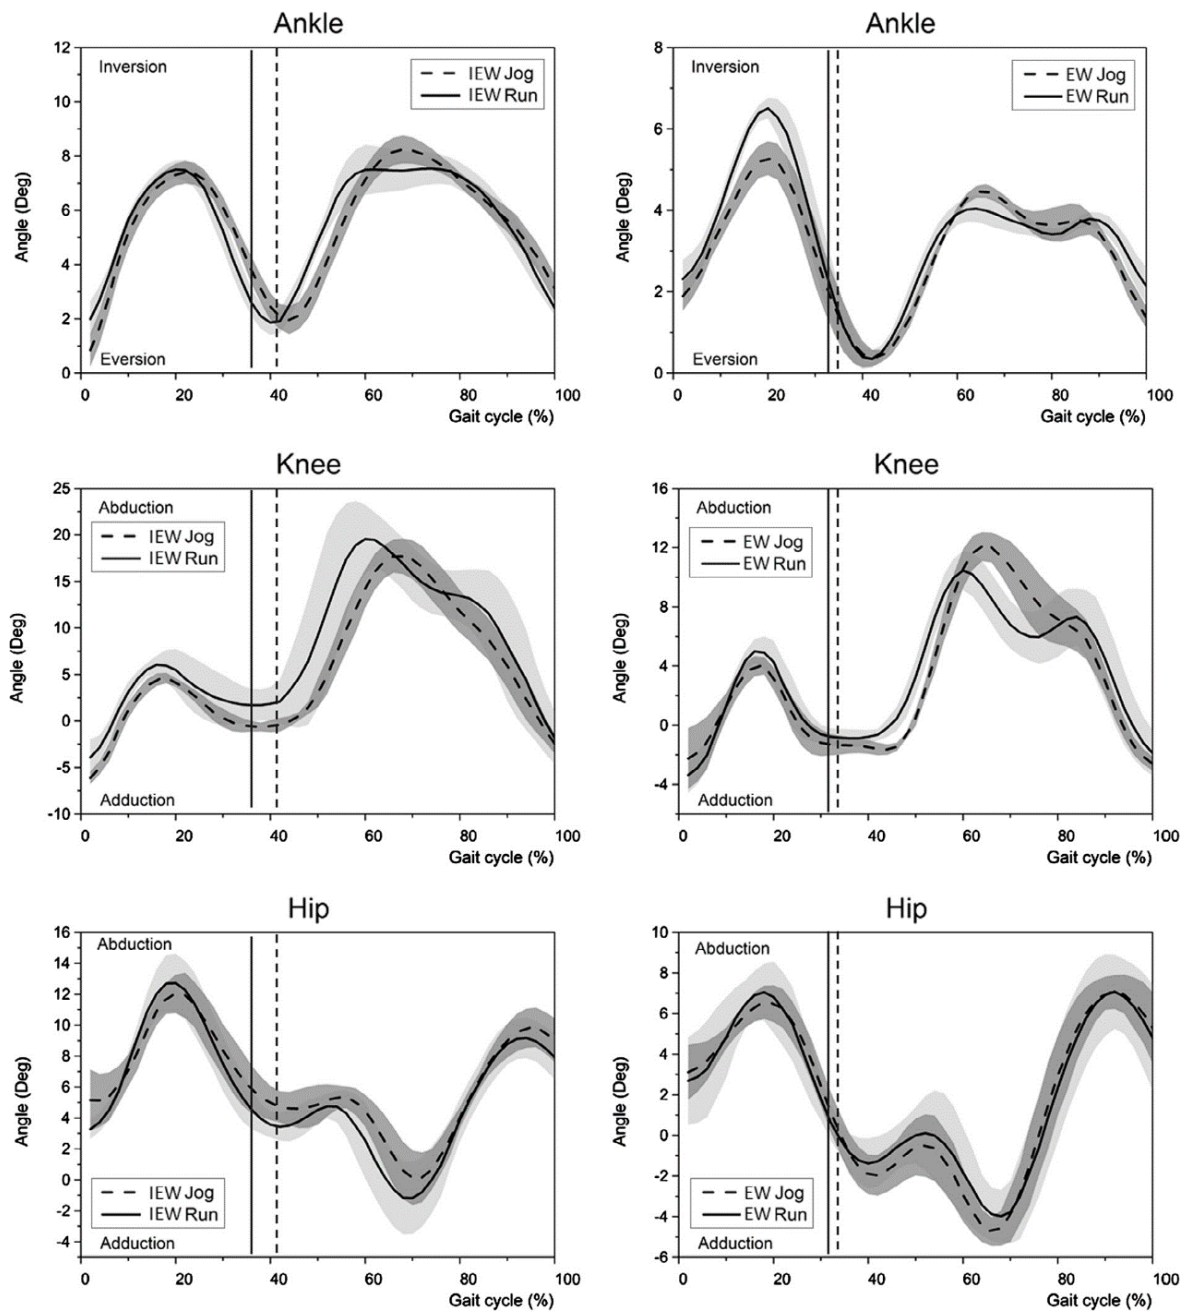 Ankle
12
10
8
6
4
2
0
Angle (Deg)
Inversion
Eversion
IEW Jog
IEW Run
0 20 40 60 80 100
Gait cycle (%)
Ankle
8
6
4
2
0
Angle (Deg)
Inversion
Eversion
EW Jog
EW Run
0 20 40 60 80 100
Gait cycle (%)
Knee
25
20
15
10
5
0
-5
-10
Angle (Deg)
Abduction
IEW Jog
IEW Run
Adduction
0 20 40 60 80 100
Gait cycle (%)
Knee
16
12
8
4
0
-4
Angle (Deg)
Abduction
EW Jog
EW Run
Adduction
0 20 40 60 80 100
Gait cycle (%)
Hip
16
14
12
10
8
6
4
2
0
-2
-4
Angle (Deg)
Abduction
IEW Jog
IEW Run
Adduction
0 20 40 60 80 100
Gait cycle (%)
Hip
10
8
6
4
2
0
-2
-4
-6
Angle (Deg)
Abduction
EW Jog
EW Run
Adduction
0 20 40 60 80 100
Gait cycle (%)